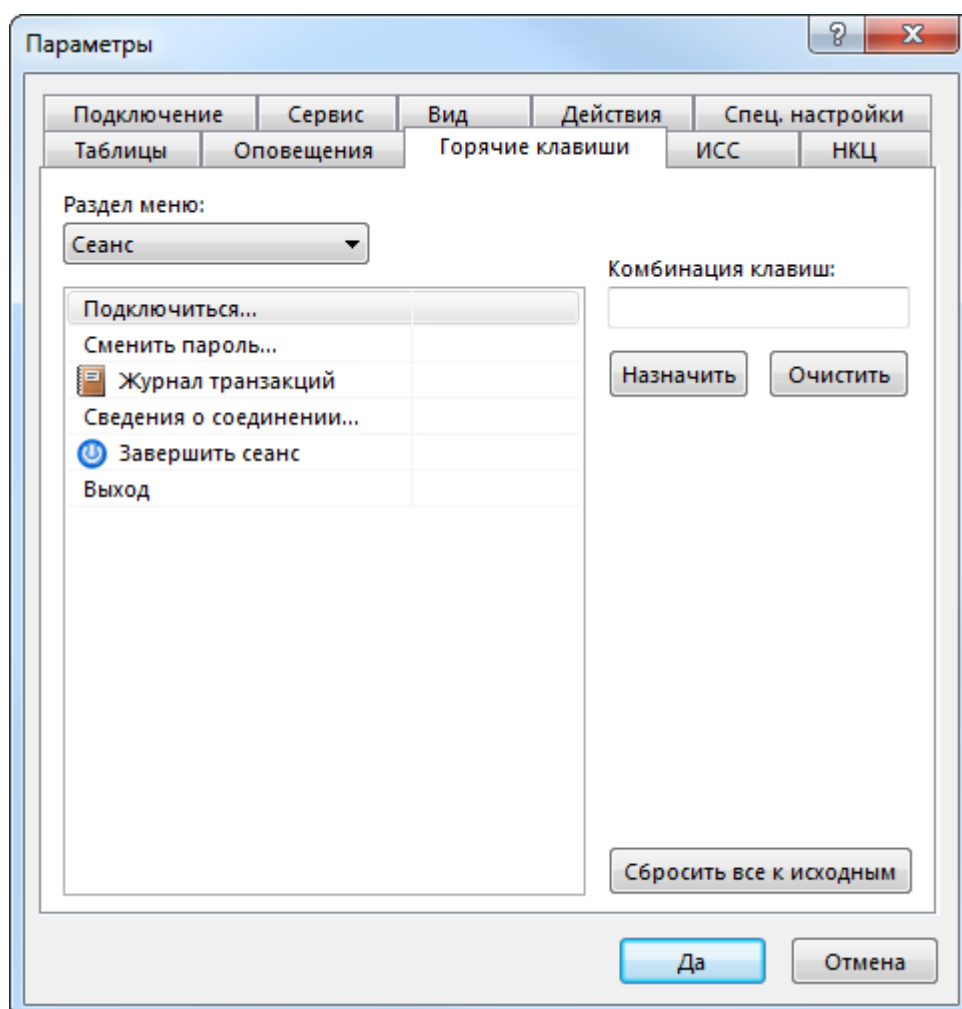 Параметры
Подключение Сервис Вид Действия Спец. настройки
Таблицы Оповещения Горячие клавиши ИСС НКЦ
Раздел меню:
Сеанс
Комбинация клавиш:
Подключиться...
Сменить пароль...
Журнал транзакций
Назначить Очистить
Сведения о соединении...
Завершить сеанс
Выход
Сбросить все к исходным
Да Отмена